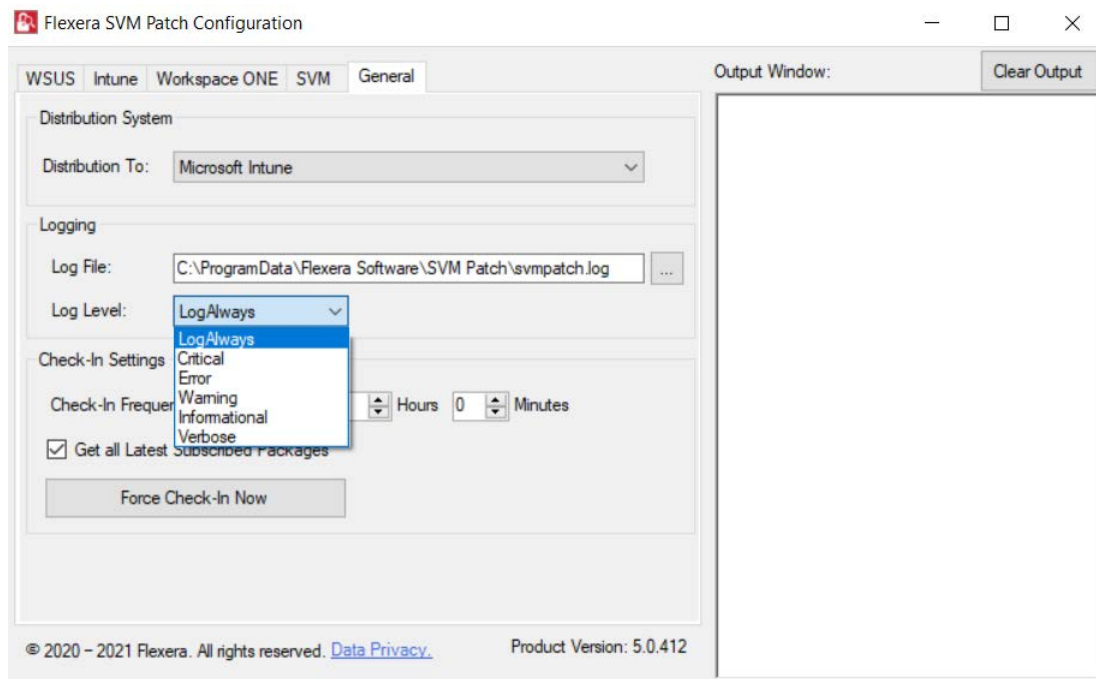 Flexera SVM Patch Configuration
WSUS Intune Workspace ONE SVM General
Output Window: Clear Output
Distribution System
Distribution To: Microsoft Intune
Logging
Log File: C:\ProgramData\Flexera Software\SVM Patch\svmpatch.log ...
Log Level: LogAlways
LogAlways
Critical
Error
Warning
Informational
Verbose
Check-In Settings
Check-In Frequen Hours 0 Minutes
Get all Latest Subscribed Packages
Force Check-In Now
© 2020 – 2021 Flexera. All rights reserved. Data Privacy. Product Version: 5.0.412